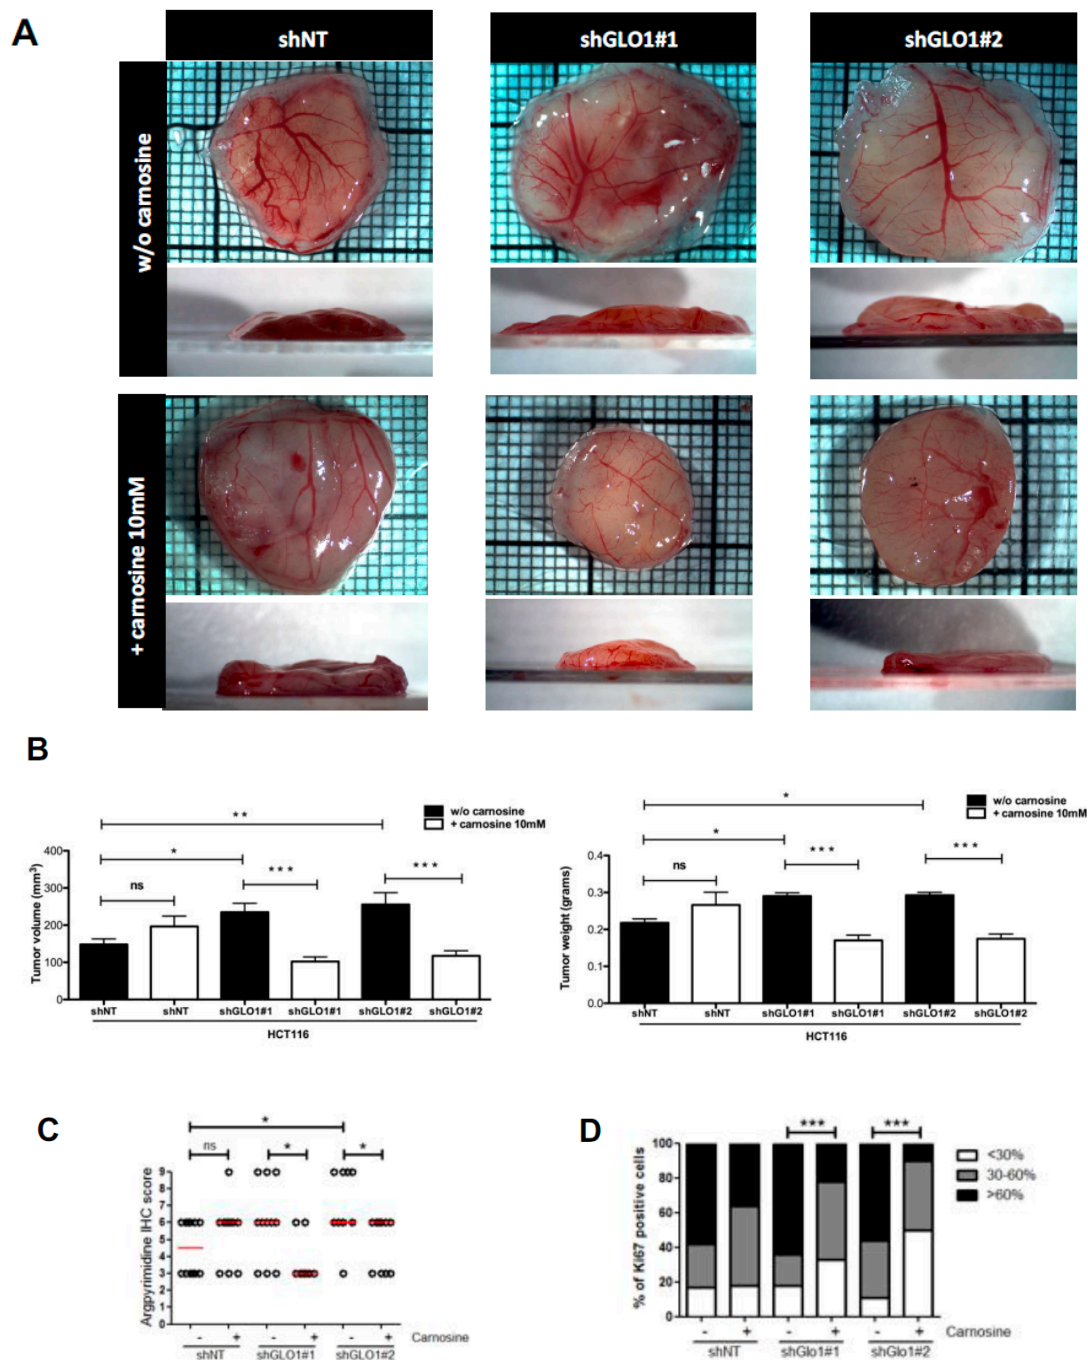 A
shNT
shGLO1#1
shGLO1#2
w/o carnosine
+ carnosine 10mM
B
w/o carnosine
+ carnosine 10mM
**
*
***
***
ns
Tumor volume (mm³)
400
300
200
100
0
shNT
shNT
shGLO1#1
shGLO1#1
shGLO1#2
shGLO1#2
HCT116
w/o carnosine
+ carnosine 10mM
*
*
***
***
ns
Tumor weight (grams)
0.4
0.3
0.2
0.1
0.0
shNT
shNT
shGLO1#1
shGLO1#1
shGLO1#2
shGLO1#2
HCT116
C
*
ns
*
*
Argpyrimidine IHC score
9
8
7
6
5
4
3
2
1
0
- + - + - + Carnosine
shNT
shGLO1#1
shGLO1#2
D
***
***
% of Ki67 positive cells
100
80
60
40
20
0
<30%
30-60%
>60%
- + - + - + Carnosine
shNT
shGlo1#1
shGlo1#2